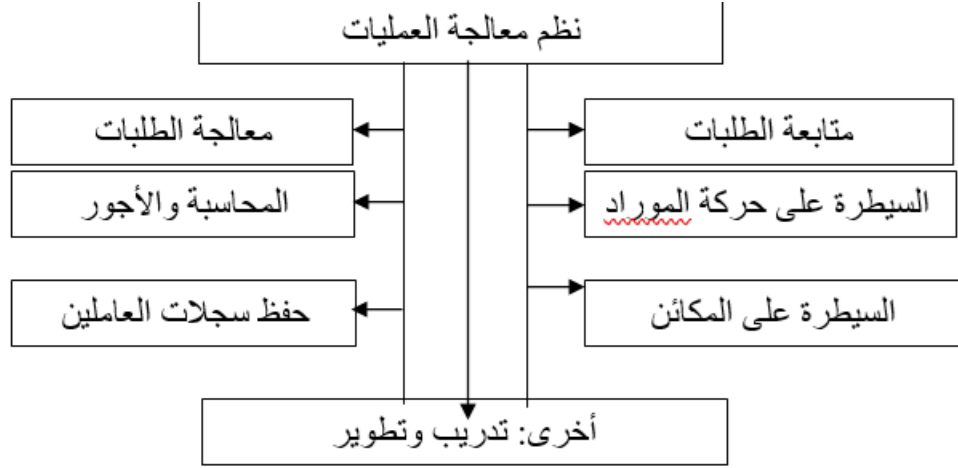 نظم معالجة العمليات
متابعة الطلبات
معالجة الطلبات
السيطرة على حركة الموراد
المحاسبة والأجور
السيطرة على المكائن
حفظ سجلات العاملين
أخرى: تدريب وتطوير